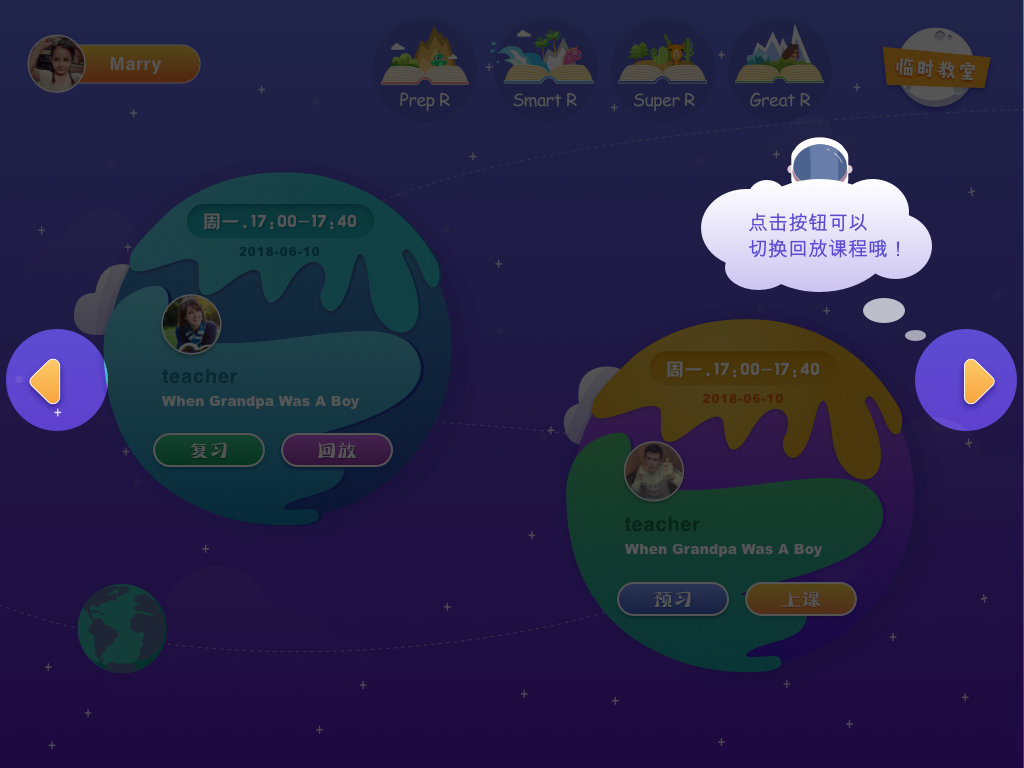 Marry
Prep R
Smart R
Super R
Great R
临时教室
点击按钮可以
切换回放课程哦！
周一.17:00-17:40
2018-06-10
teacher
When Grandpa Was A Boy
复习
回放
周一.17:00-17:40
2018-06-10
teacher
When Grandpa Was A Boy
预习
上课